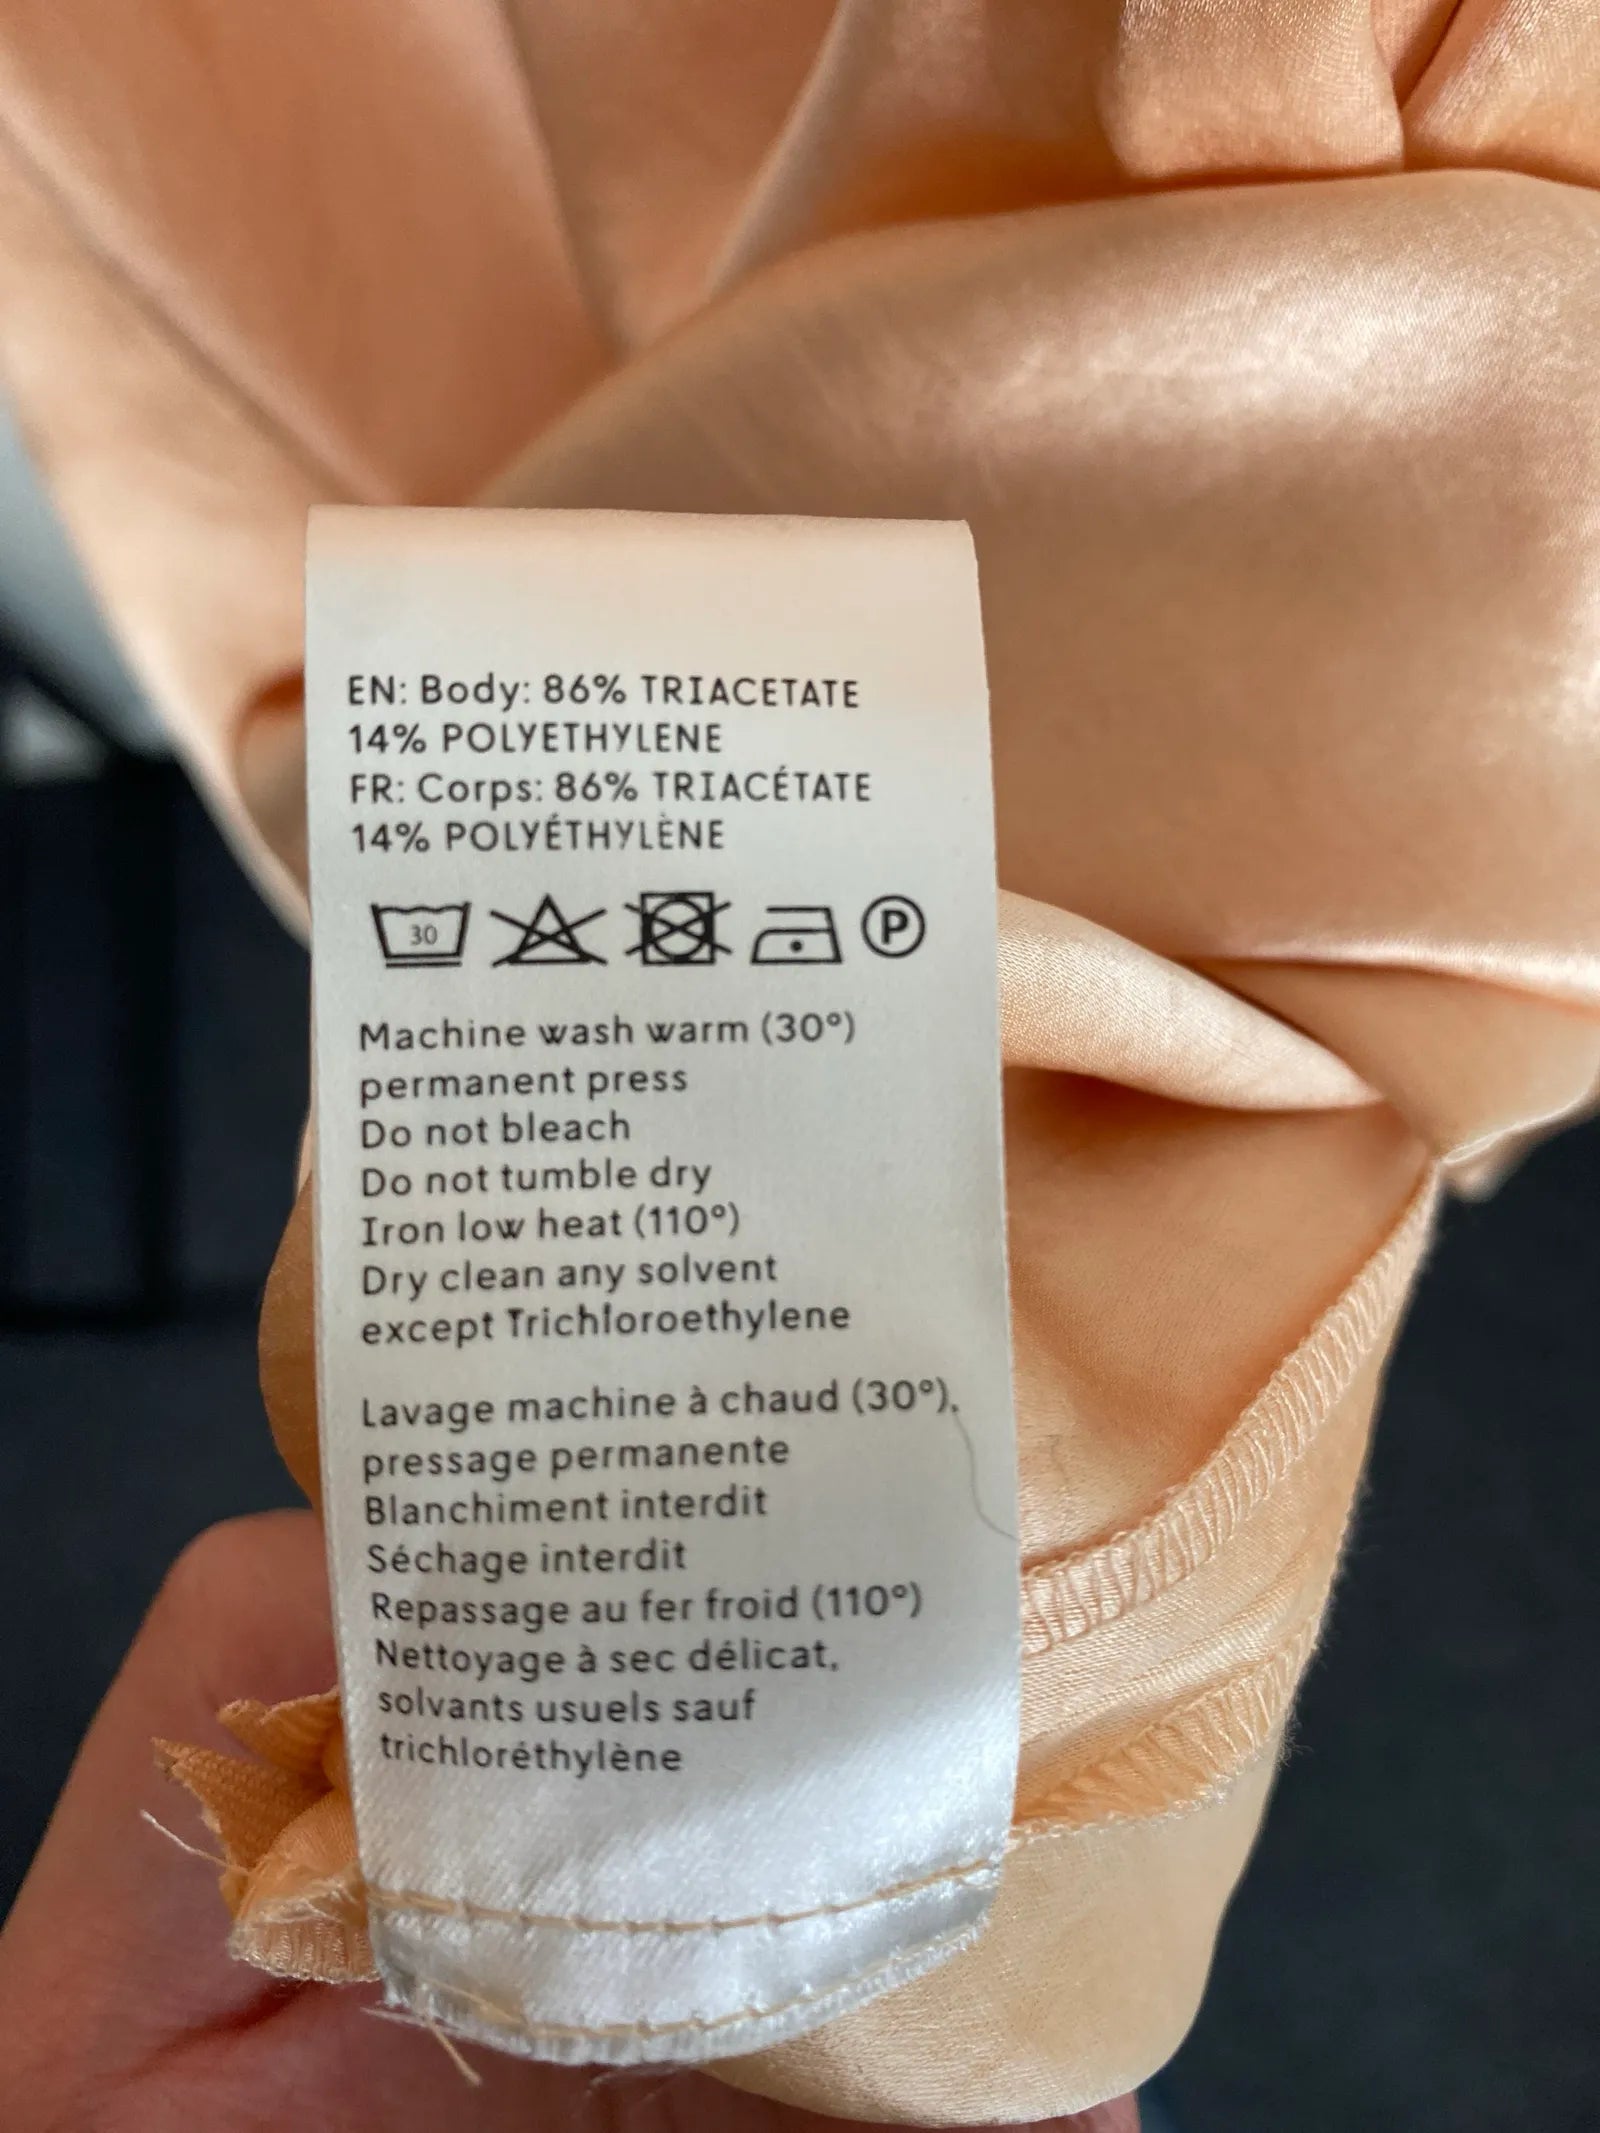 EN: Body: 86% TRIACETATE
14% POLYETHYLENE
FR: Corps: 86% TRIACÉTATE
14% POLYÉTHYLÈNE
30 P
Machine wash warm (30°)
permanent press
Do not bleach
Do not tumble dry
Iron low heat (110°)
Dry clean any solvent
except Trichloroethylene
Lavage machine à chaud (30°),
pressage permanente
Blanchiment interdit
Séchage interdit
Repassage au fer froid (110°)
Nettoyage à sec délicat,
solvants usuels sauf
trichloréthylène